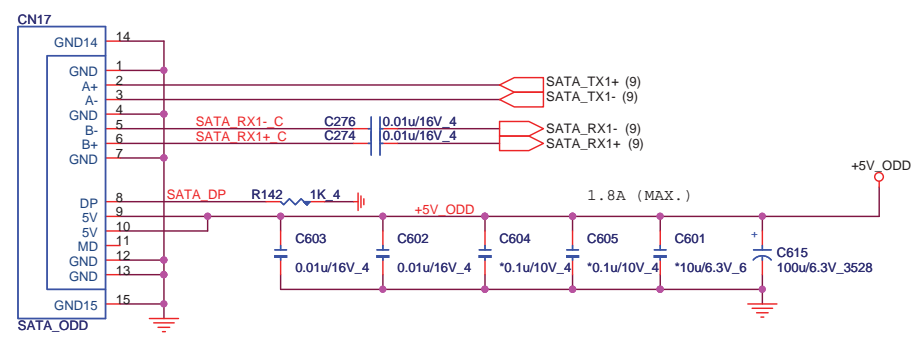 CN17
GND14 14
GND 1
A+ 2 SATA_TX1+ (9)
A- 3 SATA_TX1- (9)
GND 4
B- 5 SATA_RX1-_C C276 0.01u/16V_4 SATA_RX1- (9)
B+ 6 SATA_RX1+_C C274 0.01u/16V_4 SATA_RX1+ (9)
GND 7
+5V_ODD
DP 8 SATA_DP R142 1K_4 1.8A (MAX.)
5V 9 +5V_ODD
5V 10
MD 11
C603 C602 C604 C605 C601 + C615
GND 12
0.01u/16V_4 0.01u/16V_4 *0.1u/10V_4 *0.1u/10V_4 *10u/6.3V_6 100u/6.3V_3528
GND 13
GND15 15
SATA_ODD